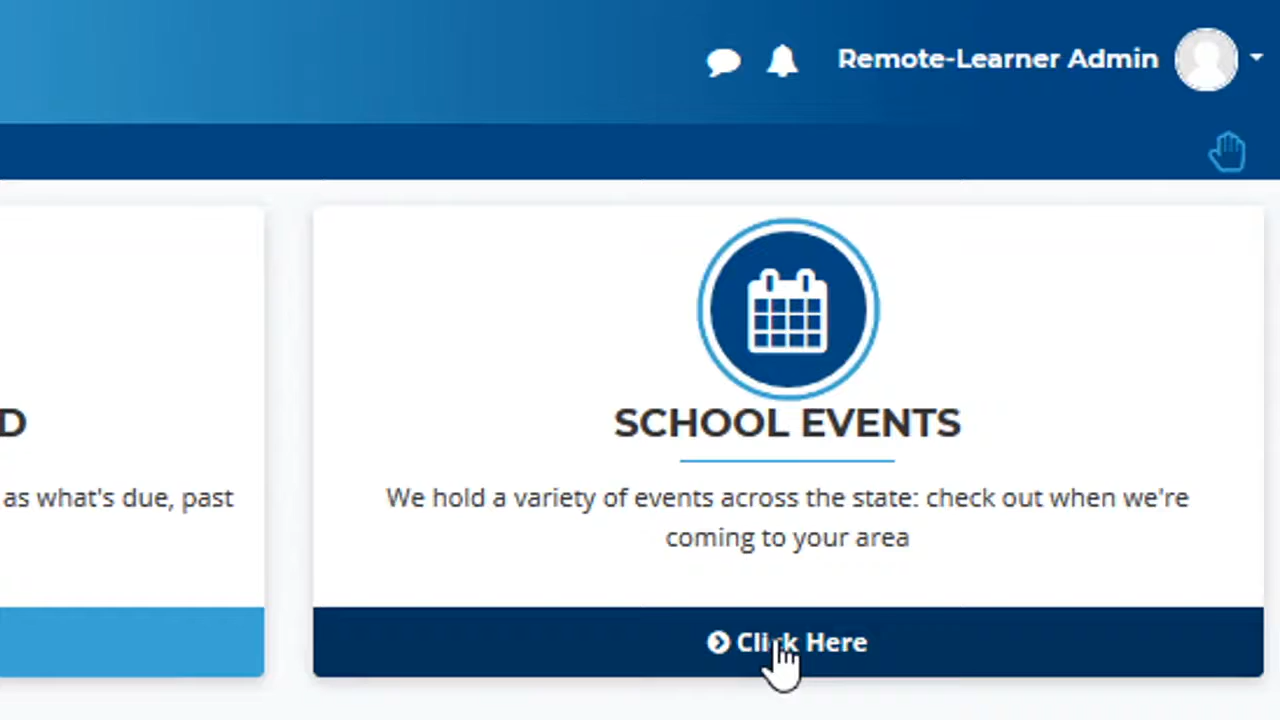 Remote-Learner Admin
D
SCHOOL EVENTS
as what's due, past
We hold a variety of events across the state: check out when we're
coming to your area
Click Here